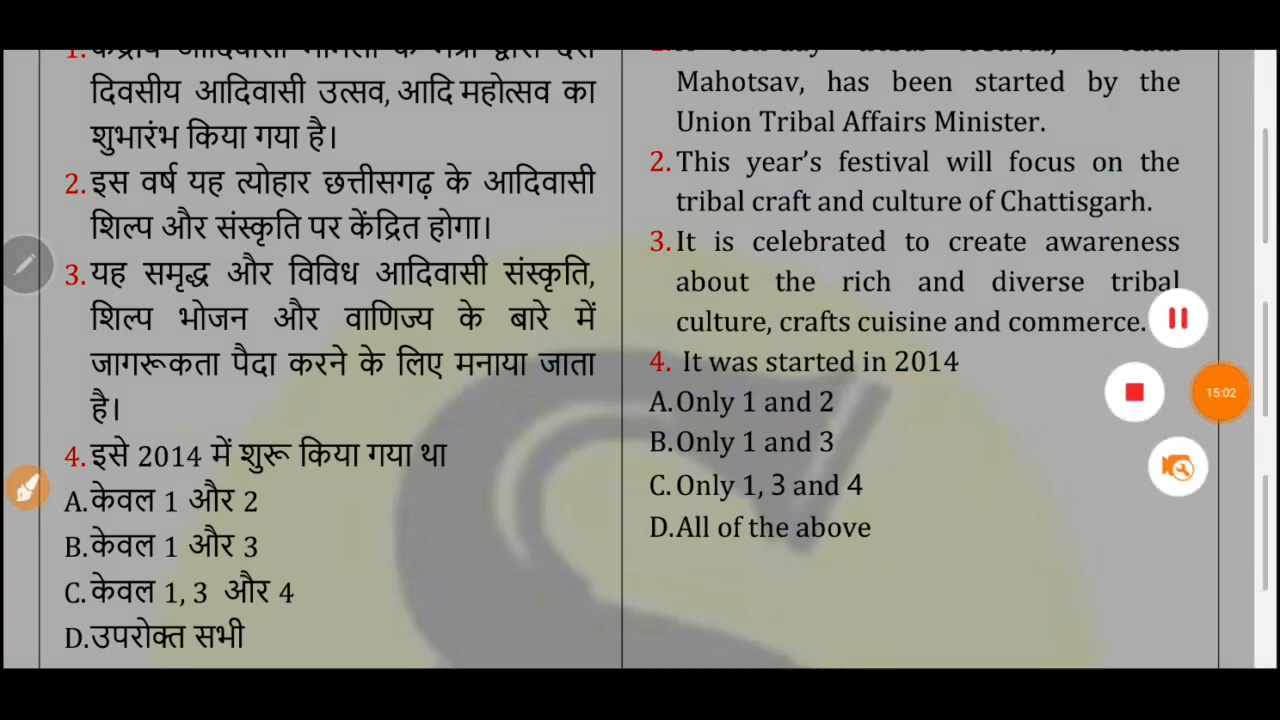 दिवसीय आदिवासी उत्सव, आदि महोत्सव का
शुभारंभ किया गया है।
2. इस वर्ष यह त्योहार छत्तीसगढ़ के आदिवासी
शिल्प और संस्कृति पर केंद्रित होगा।
3. यह समृद्ध और विविध आदिवासी संस्कृति,
शिल्प भोजन और वाणिज्य के बारे में
जागरूकता पैदा करने के लिए मनाया जाता
है।
4. इसे 2014 में शुरू किया गया था
A. केवल 1 और 2
B. केवल 1 और 3
C. केवल 1, 3 और 4
D. उपरोक्त सभी
Mahotsav, has been started by the
Union Tribal Affairs Minister.
2. This year's festival will focus on the
tribal craft and culture of Chattisgarh.
3. It is celebrated to create awareness
about the rich and diverse tribal
culture, crafts cuisine and commerce.
4. It was started in 2014
A. Only 1 and 2
B. Only 1 and 3
C. Only 1, 3 and 4
D. All of the above
15:02